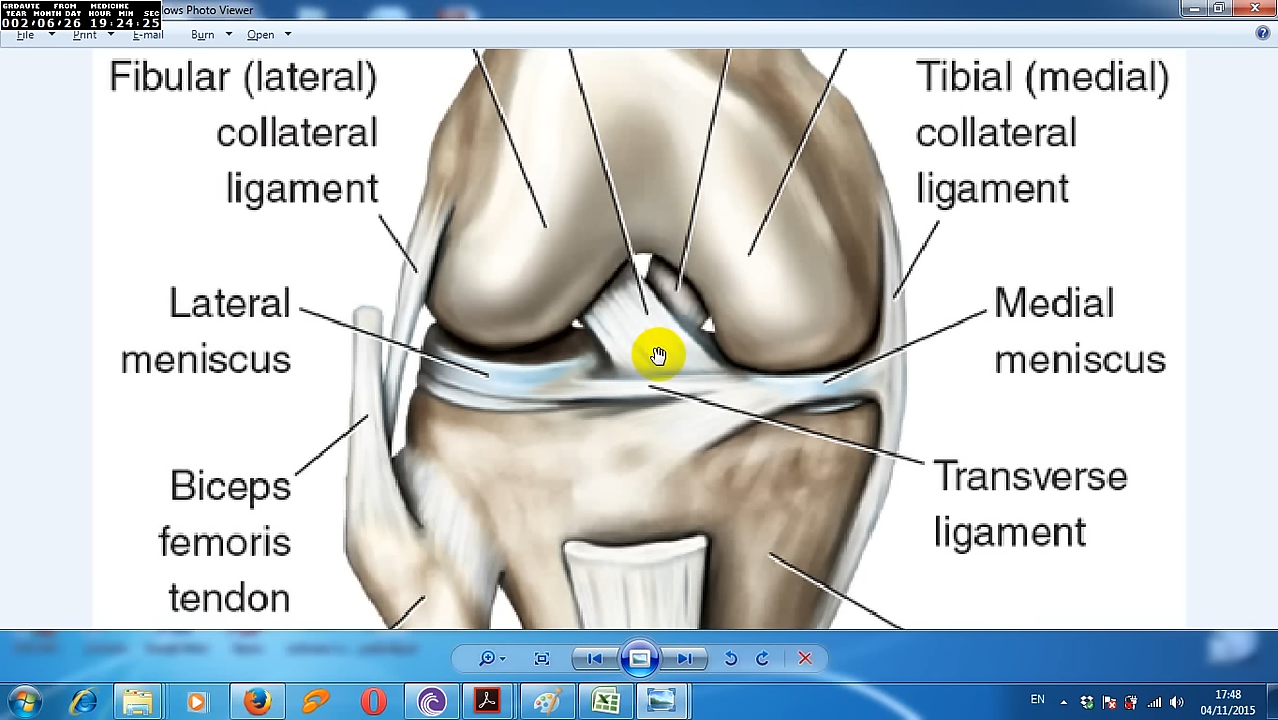 GRDAUTE FROM MEDICINE
YEAR MONTH DAY HOUR MIN SEC
002/06/26 19:24:25
ows Photo Viewer
File Print E-mail Burn Open
Fibular (lateral)
collateral
ligament
Tibial (medial)
collateral
ligament
Lateral
meniscus
Medial
meniscus
Biceps
femoris
tendon
Transverse
ligament
EN
17:48
04/11/2015